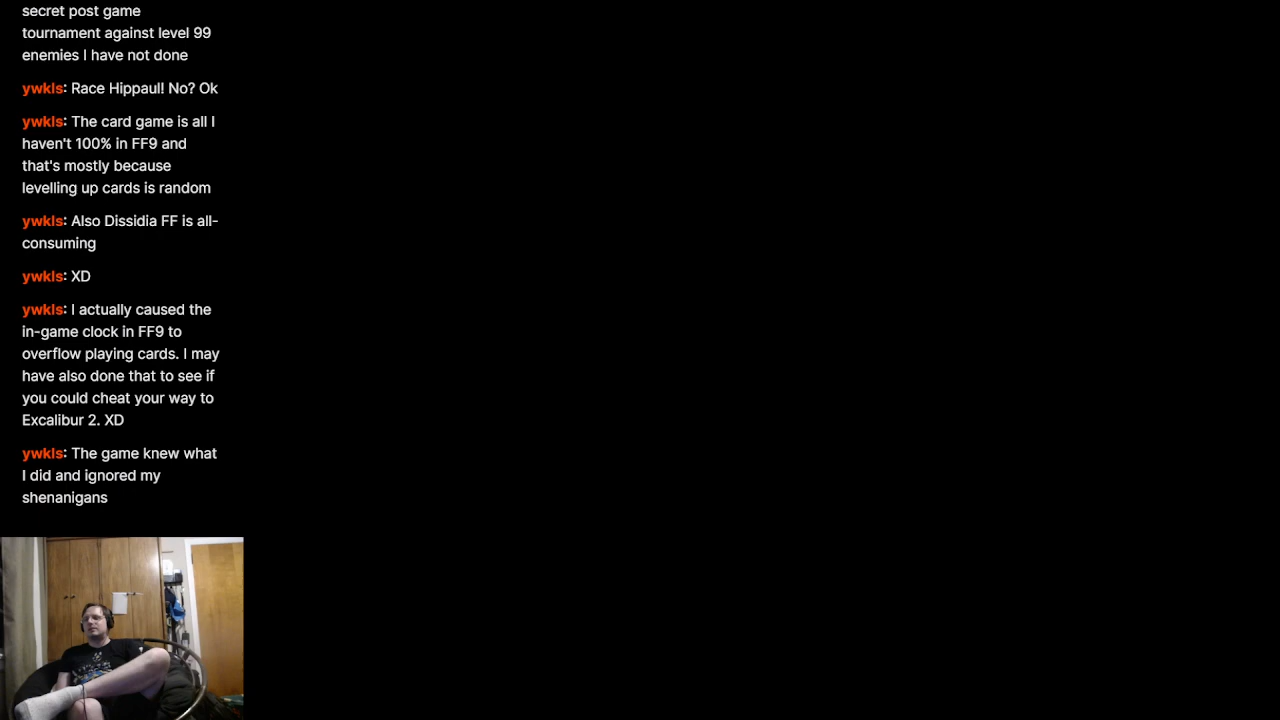 secret post game
tournament against level 99
enemies I have not done
ywkls: Race Hippaul! No? Ok
ywkls: The card game is all I
haven't 100% in FF9 and
that's mostly because
levelling up cards is random
ywkls: Also Dissidia FF is all-
consuming
ywkls: XD
ywkls: I actually caused the
in-game clock in FF9 to
overflow playing cards. I may
have also done that to see if
you could cheat your way to
Excalibur 2. XD
ywkls: The game knew what
I did and ignored my
shenanigans